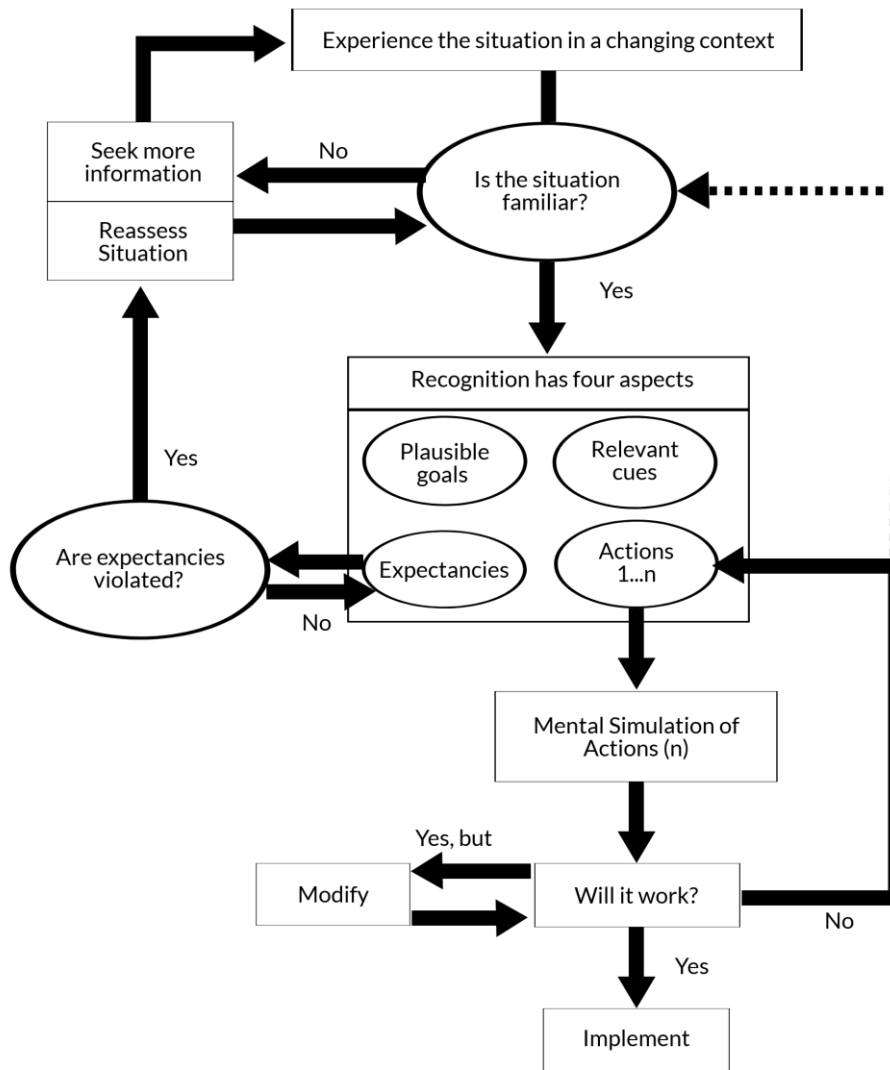 Experience the situation in a changing context
Seek more
information
No
Is the situation
familiar?
Reassess
Situation
Yes
Recognition has four aspects
Plausible
goals
Relevant
cues
Yes
Are expectancies
violated?
Expectancies
Actions
1...n
No
Mental Simulation of
Actions (n)
Yes, but
Modify
Will it work?
No
Yes
Implement